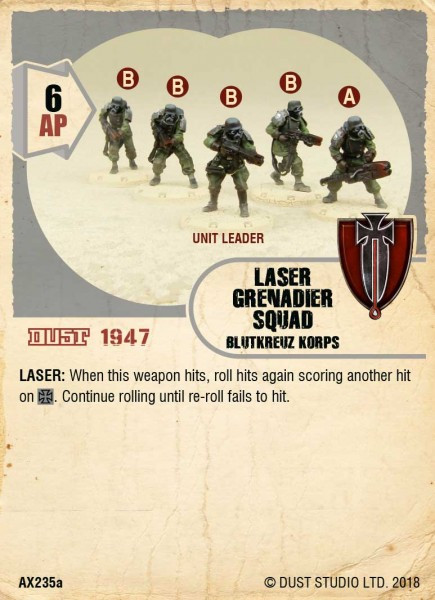 6
AP
B B B B A
UNIT LEADER
LASER
GRENADIER
SQUAD
BLUTKREUZ KORPS
DUST 1947
LASER: When this weapon hits, roll hits again scoring another hit
on . Continue rolling until re-roll fails to hit.
AX235a
© DUST STUDIO LTD. 2018